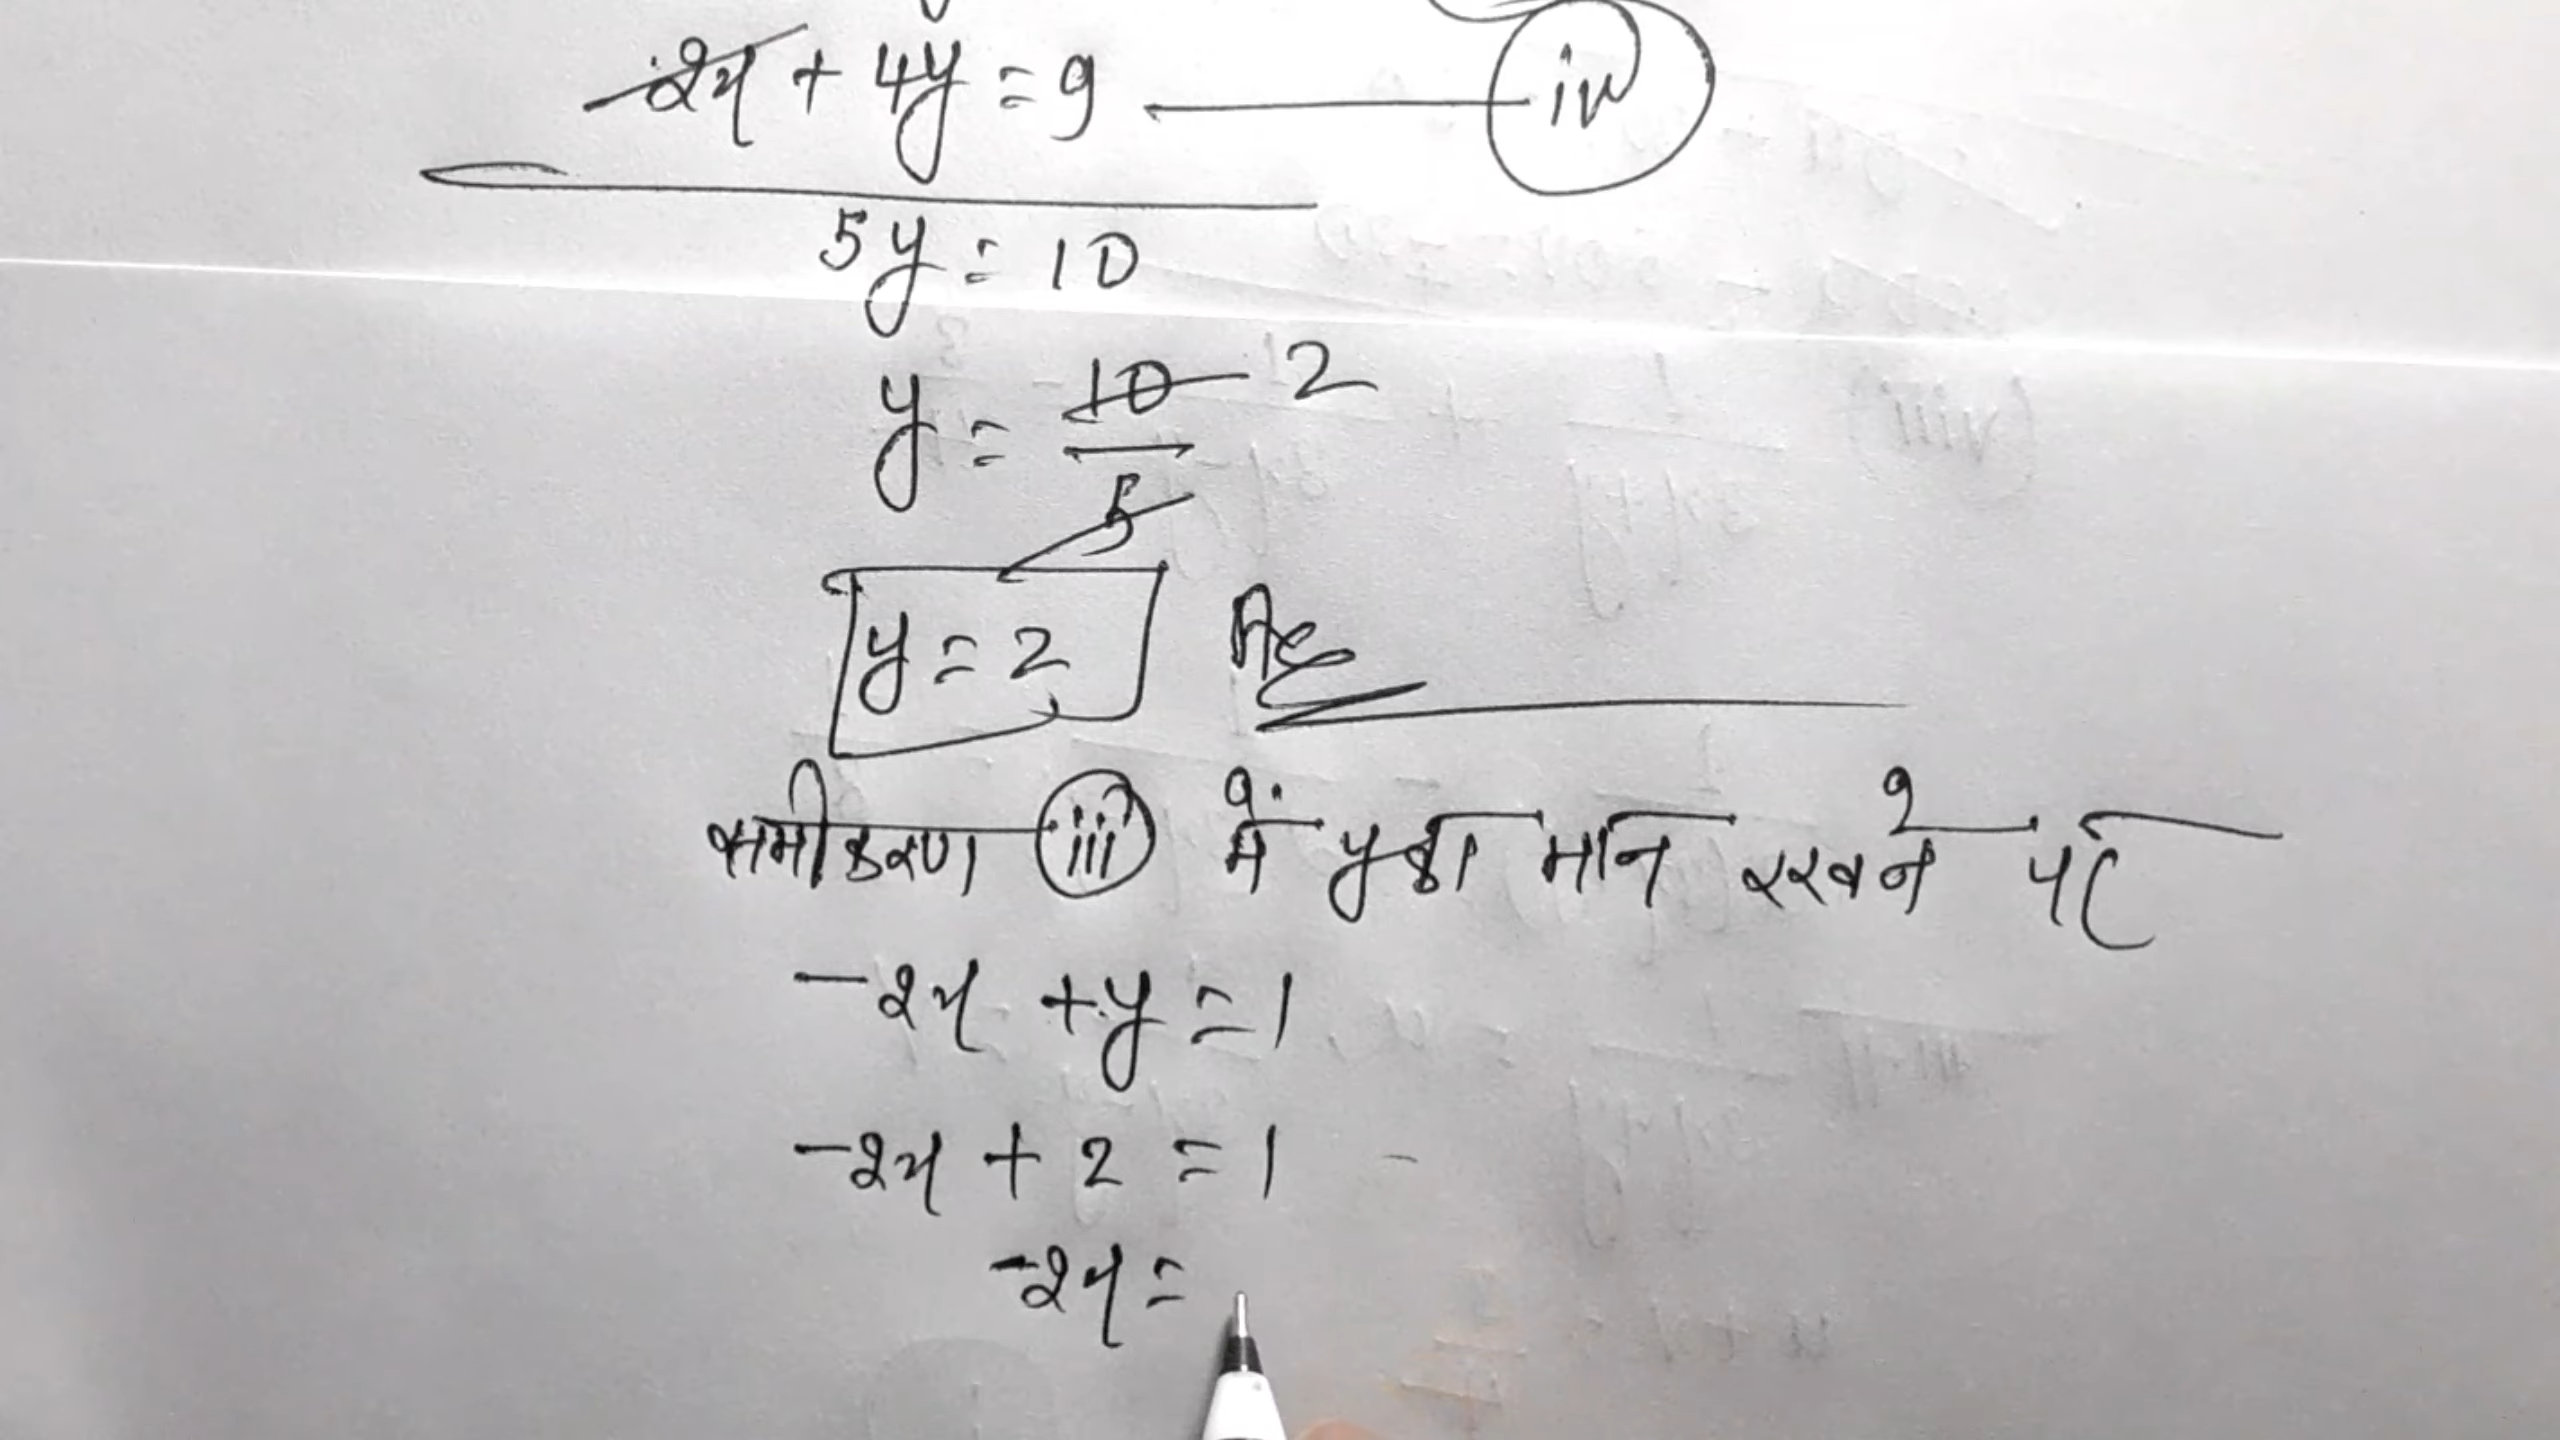 2x + 4y = 9 iv
5y = 10
y = 10/5 2
y = 2
समीकरण iii में y का मान रखने पर
-2x + y = 1
-2x + 2 = 1
-2x =